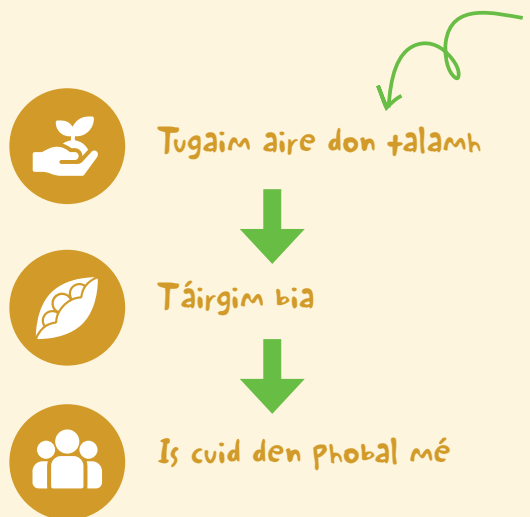 Tugaim aire don talamh
Táirgim bia
Is cuid den phobal mé